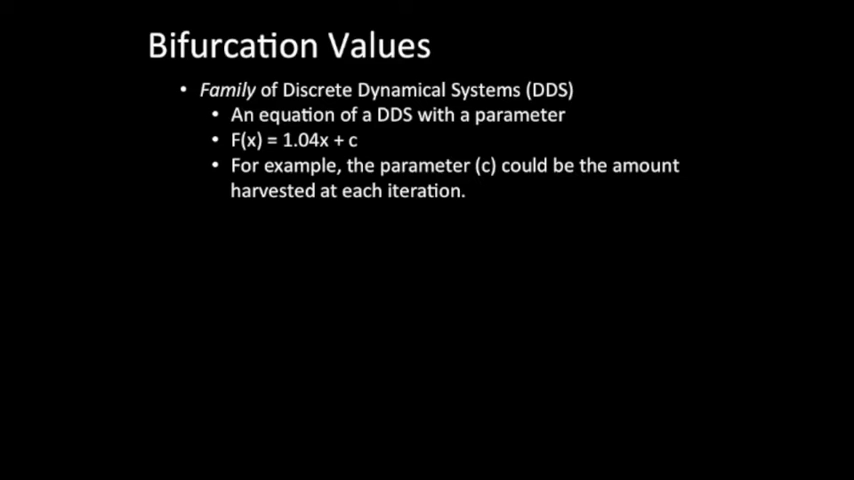 Bifurcation Values
• Family of Discrete Dynamical Systems (DDS)
• An equation of a DDS with a parameter
• F(x) = 1.04x + c
• For example, the parameter (c) could be the amount
harvested at each iteration.